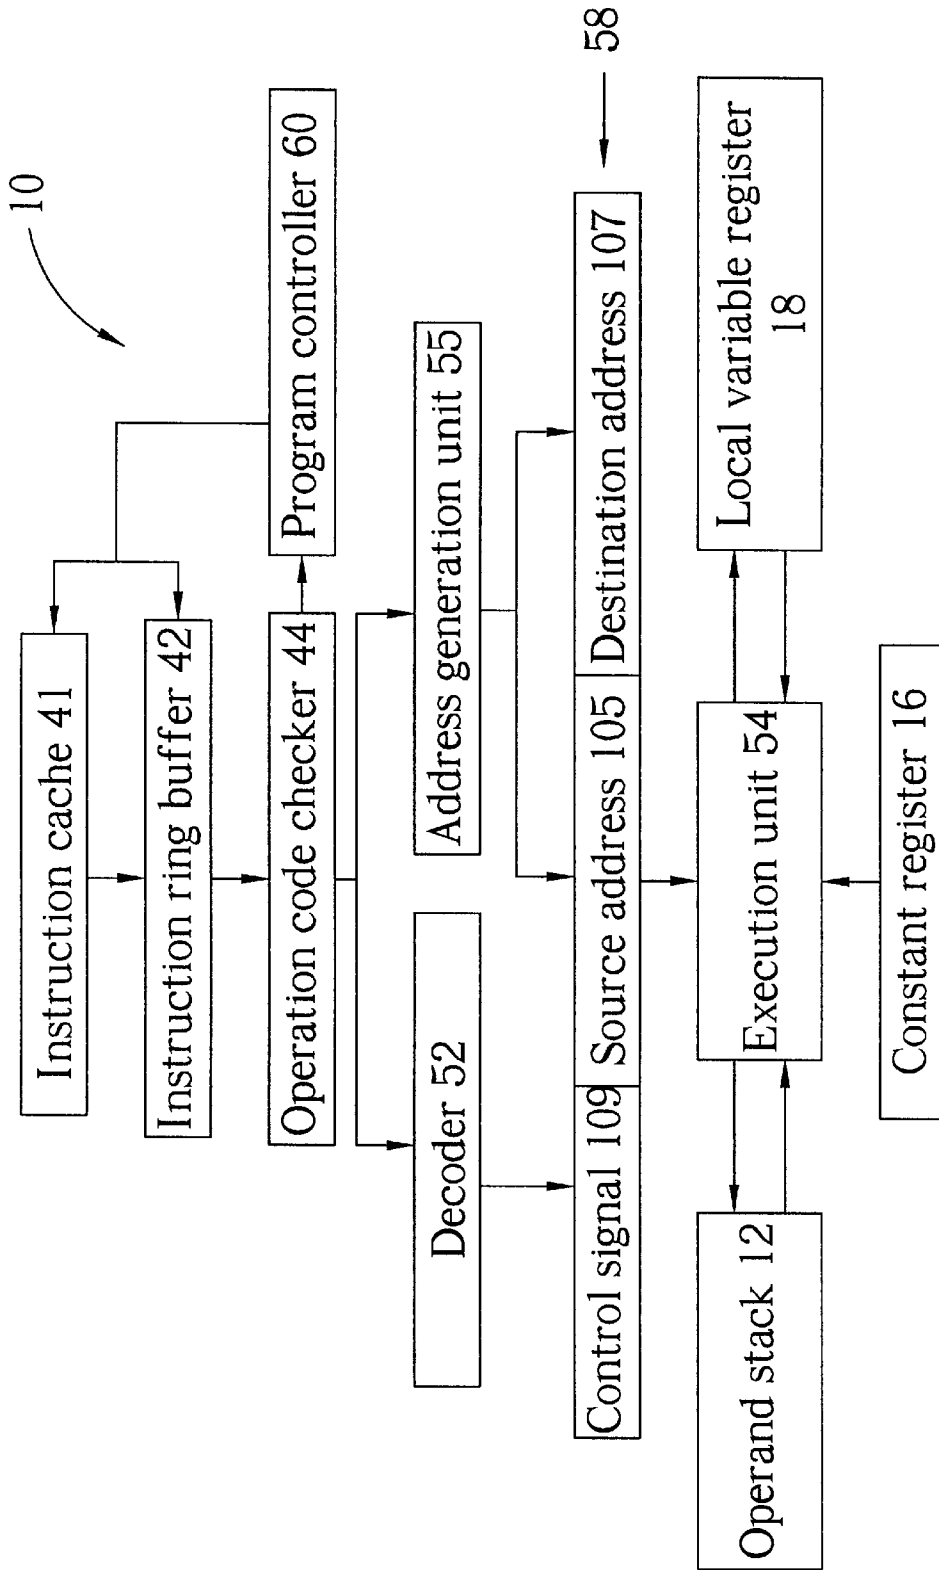 10
Instruction cache 41
Instruction ring buffer 42
Operation code checker 44
Program controller 60
Decoder 52
Address generation unit 55
58
Control signal 109
Source address 105
Destination address 107
Operand stack 12
Execution unit 54
Local variable register
18
Constant register 16